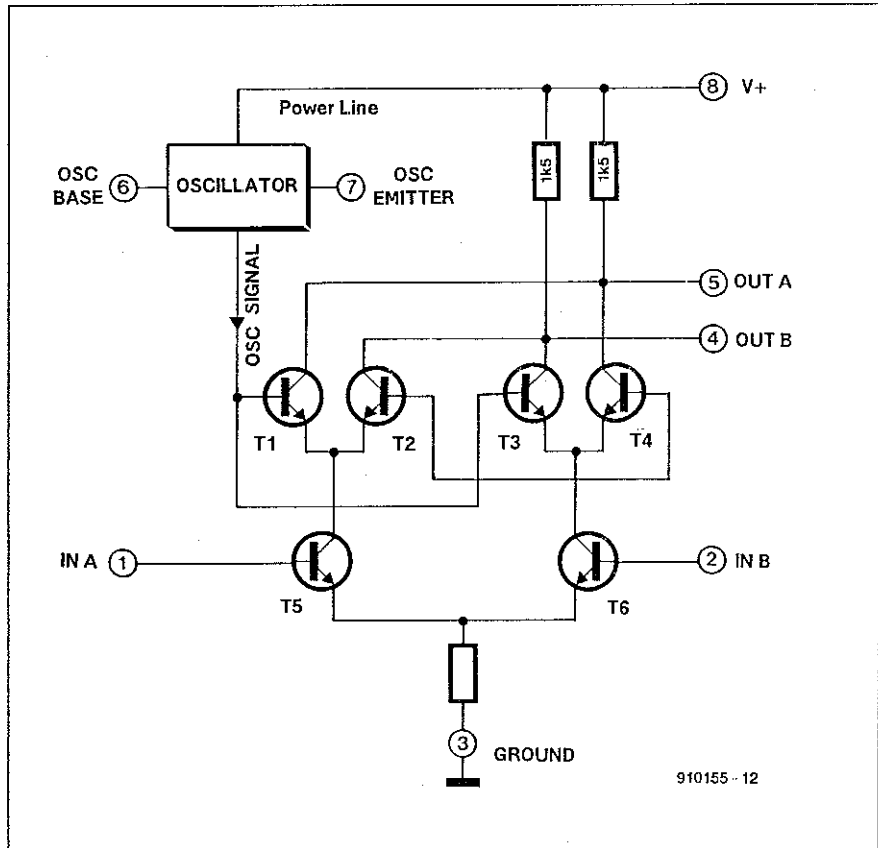 8 V+
Power Line
OSC BASE 6
OSCILLATOR
7 OSC EMITTER
1k5
1k5
OSC SIGNAL
5 OUT A
4 OUT B
T1
T2
T3
T4
IN A 1
2 IN B
T5
T6
3 GROUND
910155 - 12